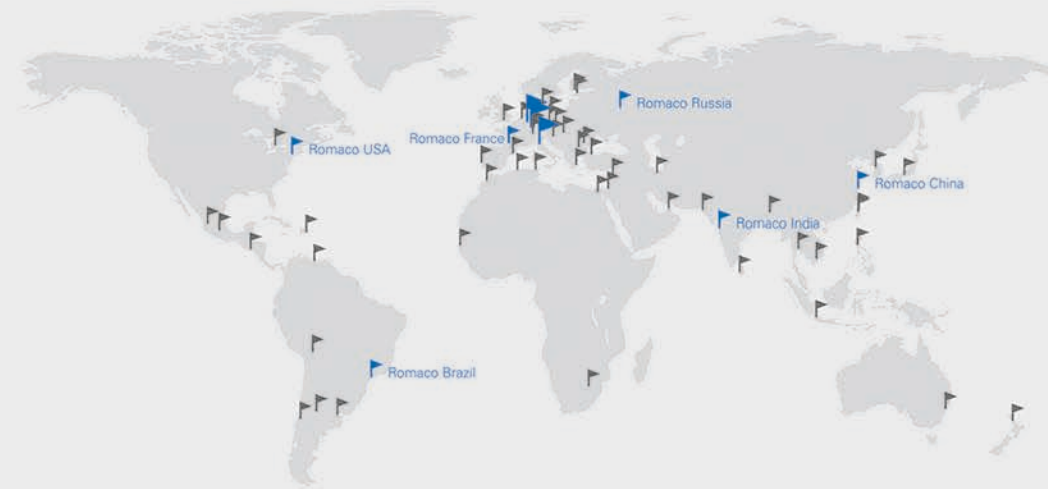 Romaco Russia
Romaco France
Romaco USA
Romaco China
Romaco India
Romaco Brazil